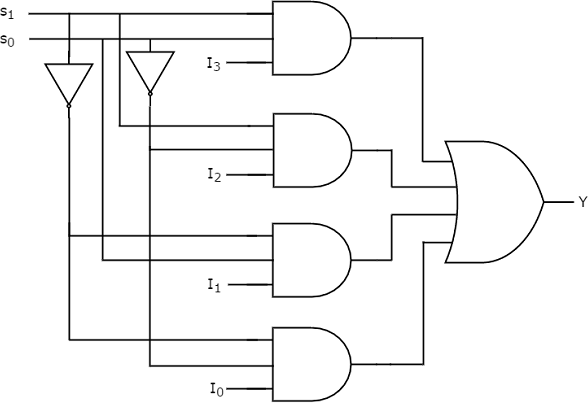 s₁
s₀
I₃
I₂
Y
I₁
I₀